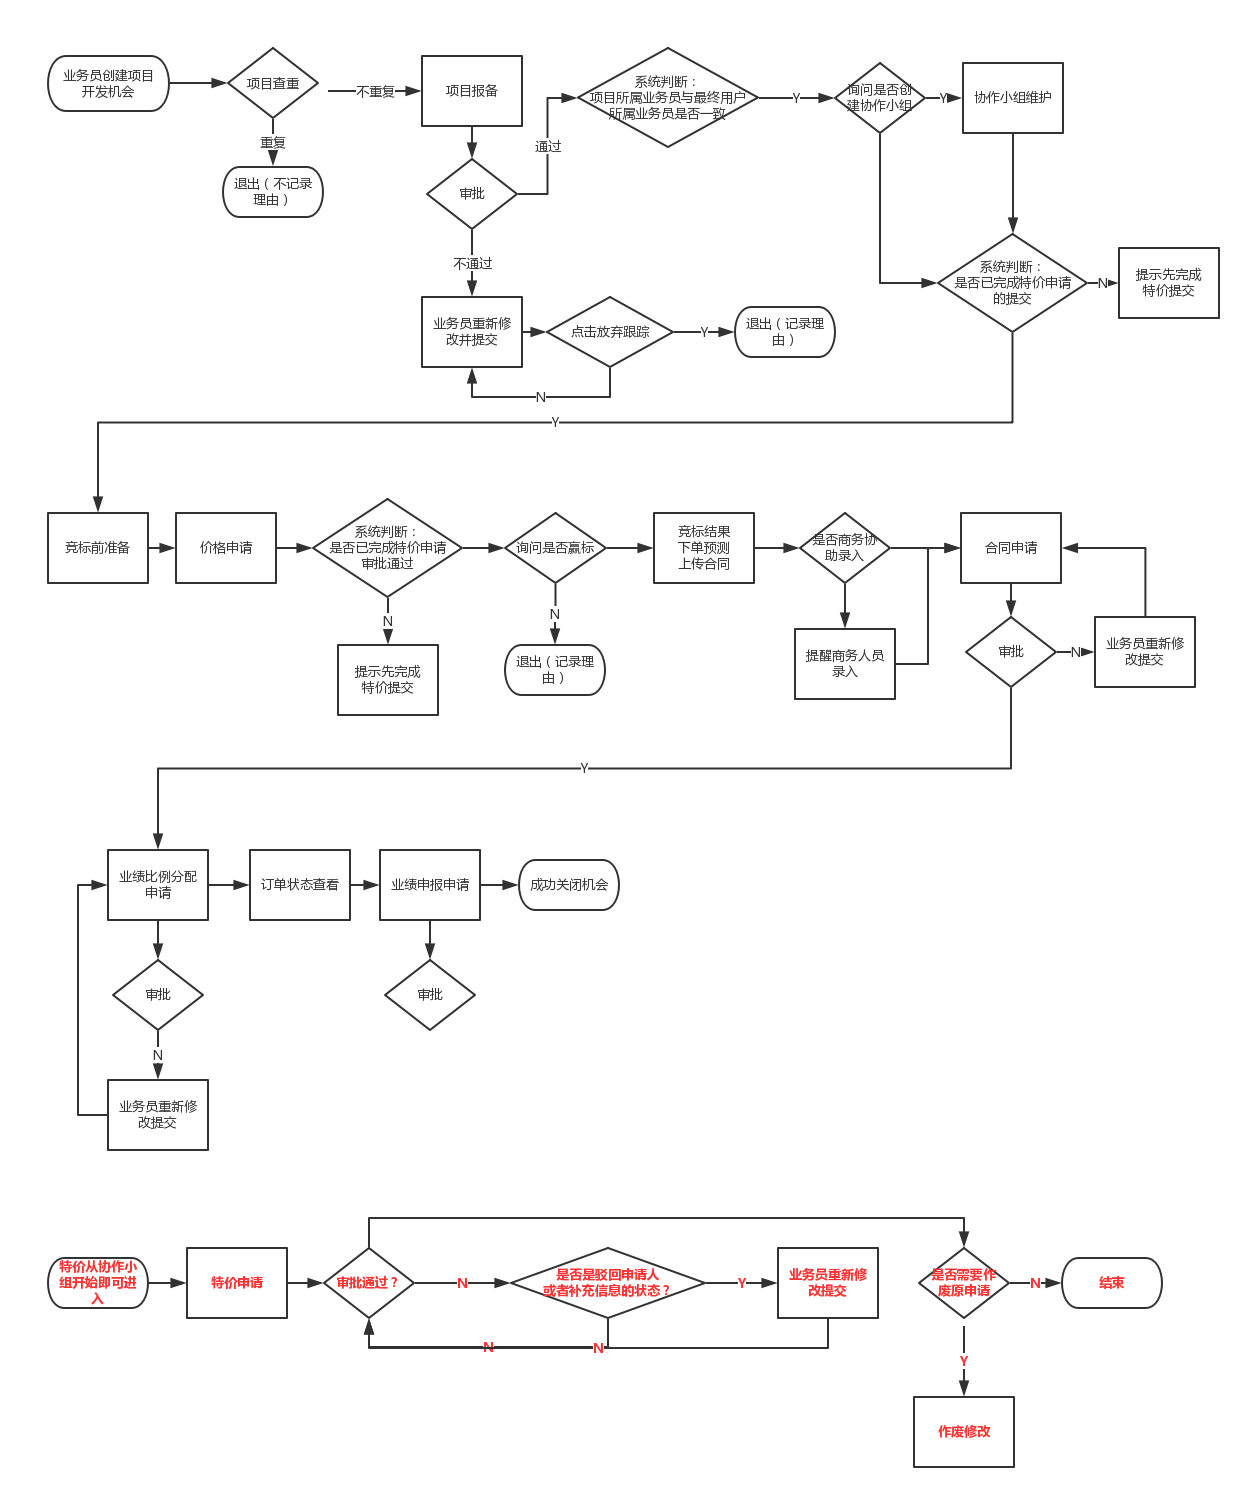 业务员创建项目
开发机会
项目查重
不重复
项目报备
系统判断：
项目所属业务员与最终用户
所属业务员是否一致
Y
询问是否创
建协作小组
Y
协作小组维护
重复
退出（不记录
理由）
审批
通过
不通过
系统判断：
是否已完成特价申请
的提交
N
提示先完成
特价提交
业务员重新修
改并提交
点击放弃跟踪
Y
退出（记录理
由）
N
Y
竞标前准备
价格申请
系统判断：
是否已完成特价申请
审批通过
询问是否赢标
竞标结果
下单预测
上传合同
是否商务协
助录入
合同申请
N
提示先完成
特价提交
N
退出（记录理
由）
提醒商务人员
录入
审批
N
业务员重新修
改提交
Y
业绩比例分配
申请
订单状态查看
业绩申报申请
成功关闭机会
审批
审批
N
业务员重新修
改提交
特价从协作小
组开始即可进
入
特价申请
审批通过？
N
是否是驳回申请人
或者补充信息的状态？
Y
业务员重新修
改提交
是否需要作
废原申请
N
结束
N
N
Y
作废修改